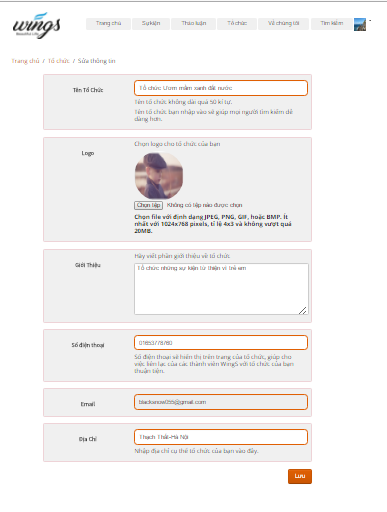 wings
Beautiful Life
Trang chủ Sự kiện Thảo luận Tổ chức Về chúng tôi Tìm kiếm
Trang chủ / Tổ chức / Sửa thông tin
Tên Tổ Chức
Tổ chức Ươm mầm xanh đất nước
Tên tổ chức không dài quá 50 kí tự.
Tên tổ chức bạn nhập vào sẽ giúp mọi người tìm kiếm dễ
dàng hơn.
Logo
Chọn logo cho tổ chức của bạn
Chọn tệp Không có tệp nào được chọn
Chọn file với định dạng JPEG, PNG, GIF, hoặc BMP. Ít
nhất với 1024x768 pixels, tỉ lệ 4x3 và không vượt quá
20MB.
Giới Thiệu
Hãy viết phần giới thiệu về tổ chức
Tổ chức những sự kiện từ thiện vì trẻ em
Số điện thoại
01653778760
Số điện thoại sẽ hiển thị trên trang của tổ chức, giúp cho
việc liên lạc của các thành viên WingS với tổ chức của bạn
thuận tiện.
Email
blacksnow055@gmail.com
Địa Chỉ
Thạch Thất-Hà Nội
Nhập địa chỉ cụ thể tổ chức của bạn vào đây.
Lưu